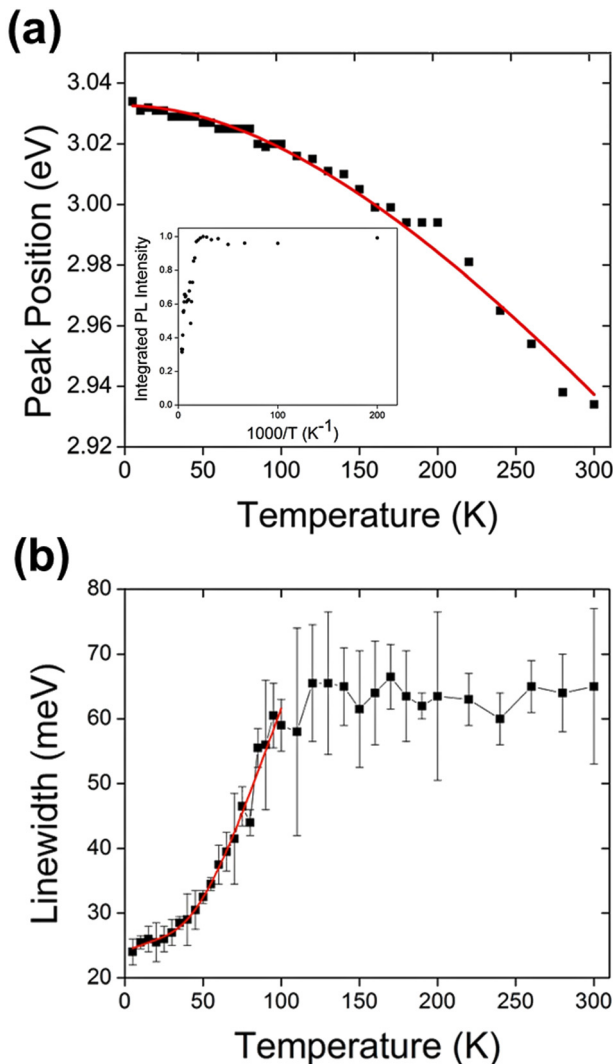 (a)
3.04
3.02
3.00
2.98
2.96
2.94
2.92
Peak Position (eV)
1.0
0.8
0.6
0.4
0.2
0.0
Integrated PL Intensity
0 100 200
1000/T (K⁻¹)
0 50 100 150 200 250 300
Temperature (K)
(b)
80
70
60
50
40
30
20
Linewidth (meV)
0 50 100 150 200 250 300
Temperature (K)